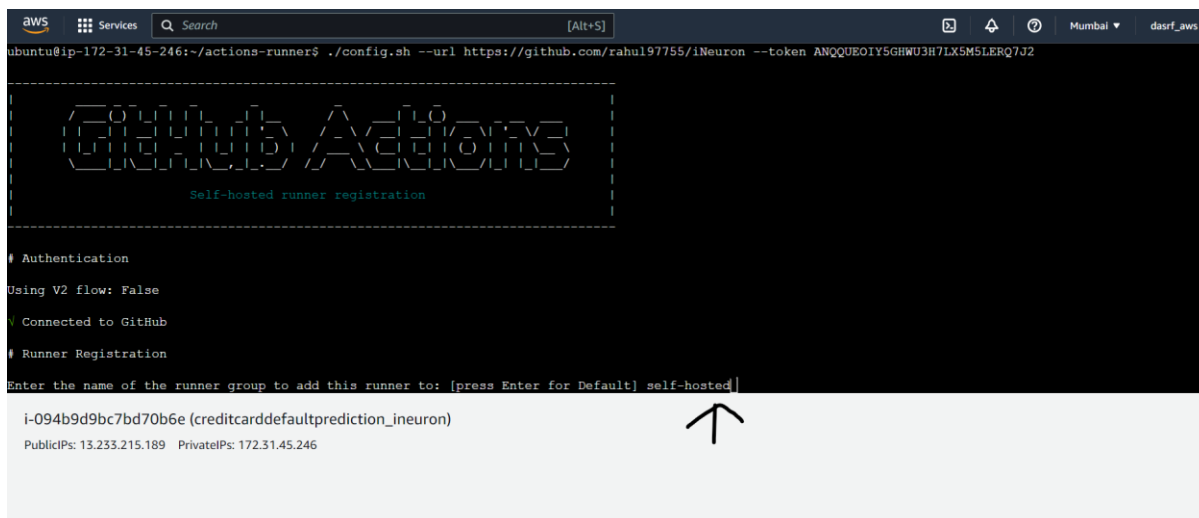 aws Services Search [Alt+S] Mumbai dasrf_aws
ubuntu@ip-172-31-45-246:~/actions-runner$ ./config.sh --url https://github.com/rahul97755/iNeuron --token ANQQUEOIY5GHWU3H7LX5M5LERQ7J2
GitHub Actions
Self-hosted runner registration
# Authentication
Using V2 flow: False
√ Connected to GitHub
# Runner Registration
Enter the name of the runner group to add this runner to: [press Enter for Default] self-hosted
i-094b9d9bc7bd70b6e (creditcarddefaultprediction_ineuron)
PublicIPs: 13.233.215.189 PrivateIPs: 172.31.45.246